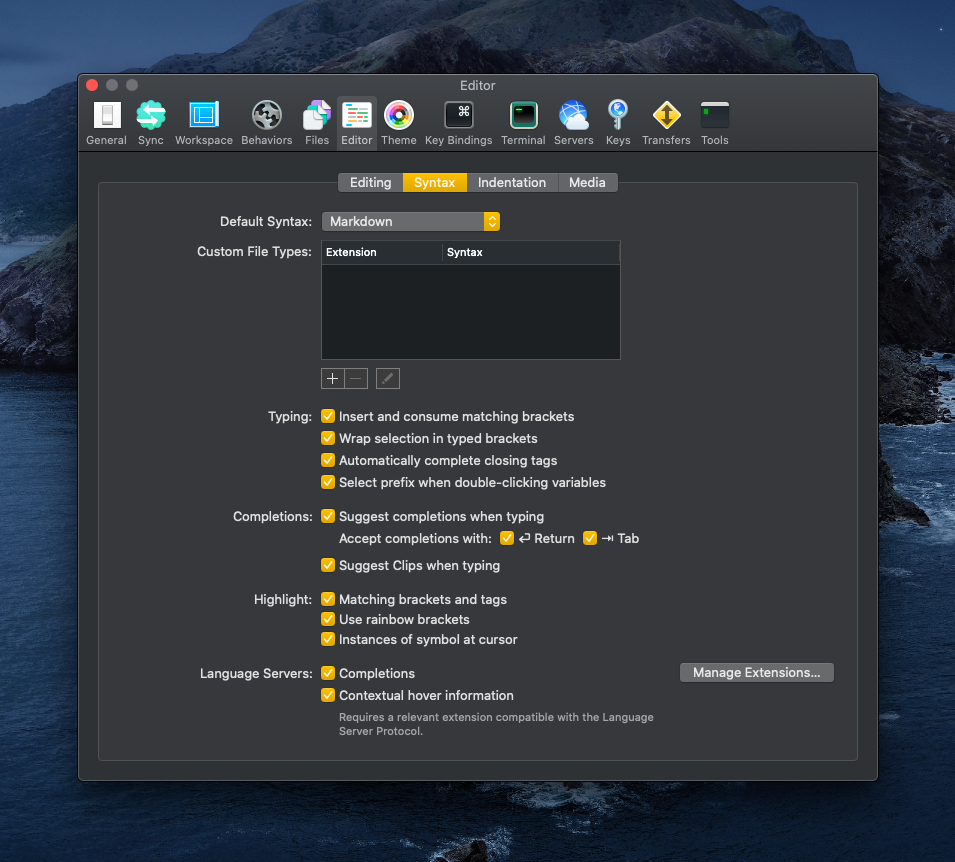 Editor
General Sync Workspace Behaviors Files Editor Theme Key Bindings Terminal Servers Keys Transfers Tools
Editing Syntax Indentation Media
Default Syntax: Markdown
Custom File Types: Extension Syntax
Typing: Insert and consume matching brackets
Wrap selection in typed brackets
Automatically complete closing tags
Select prefix when double-clicking variables
Completions: Suggest completions when typing
Accept completions with: Return Tab
Suggest Clips when typing
Highlight: Matching brackets and tags
Use rainbow brackets
Instances of symbol at cursor
Language Servers: Completions Manage Extensions...
Contextual hover information
Requires a relevant extension compatible with the Language
Server Protocol.